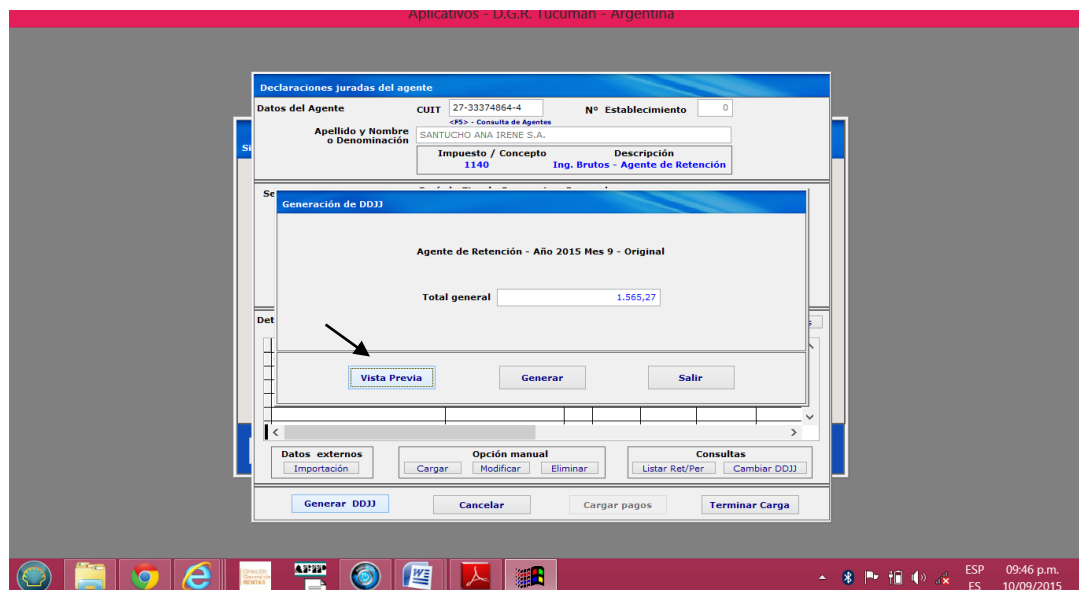 Aplicativos - D.G.R. Tucumán - Argentina
Declaraciones juradas del agente
Datos del Agente
CUIT 27-33374864-4 Nº Establecimiento 0
<F5> - Consulta de Agentes
Apellido y Nombre
o Denominación
SANTUCHO ANA IRENE S.A.
Impuesto / Concepto Descripción
1140 Ing. Brutos - Agente de Retención
Se
Generación de DDJJ
Agente de Retención - Año 2015 Mes 9 - Original
Total general 1.565,27
Det
Vista Previa Generar Salir
Datos externos Opción manual Consultas
Importación Cargar Modificar Eliminar Listar Ret/Per Cambiar DDJJ
Generar DDJJ Cancelar Cargar pagos Terminar Carga
ESP 09:46 p.m.
ES 10/09/2015